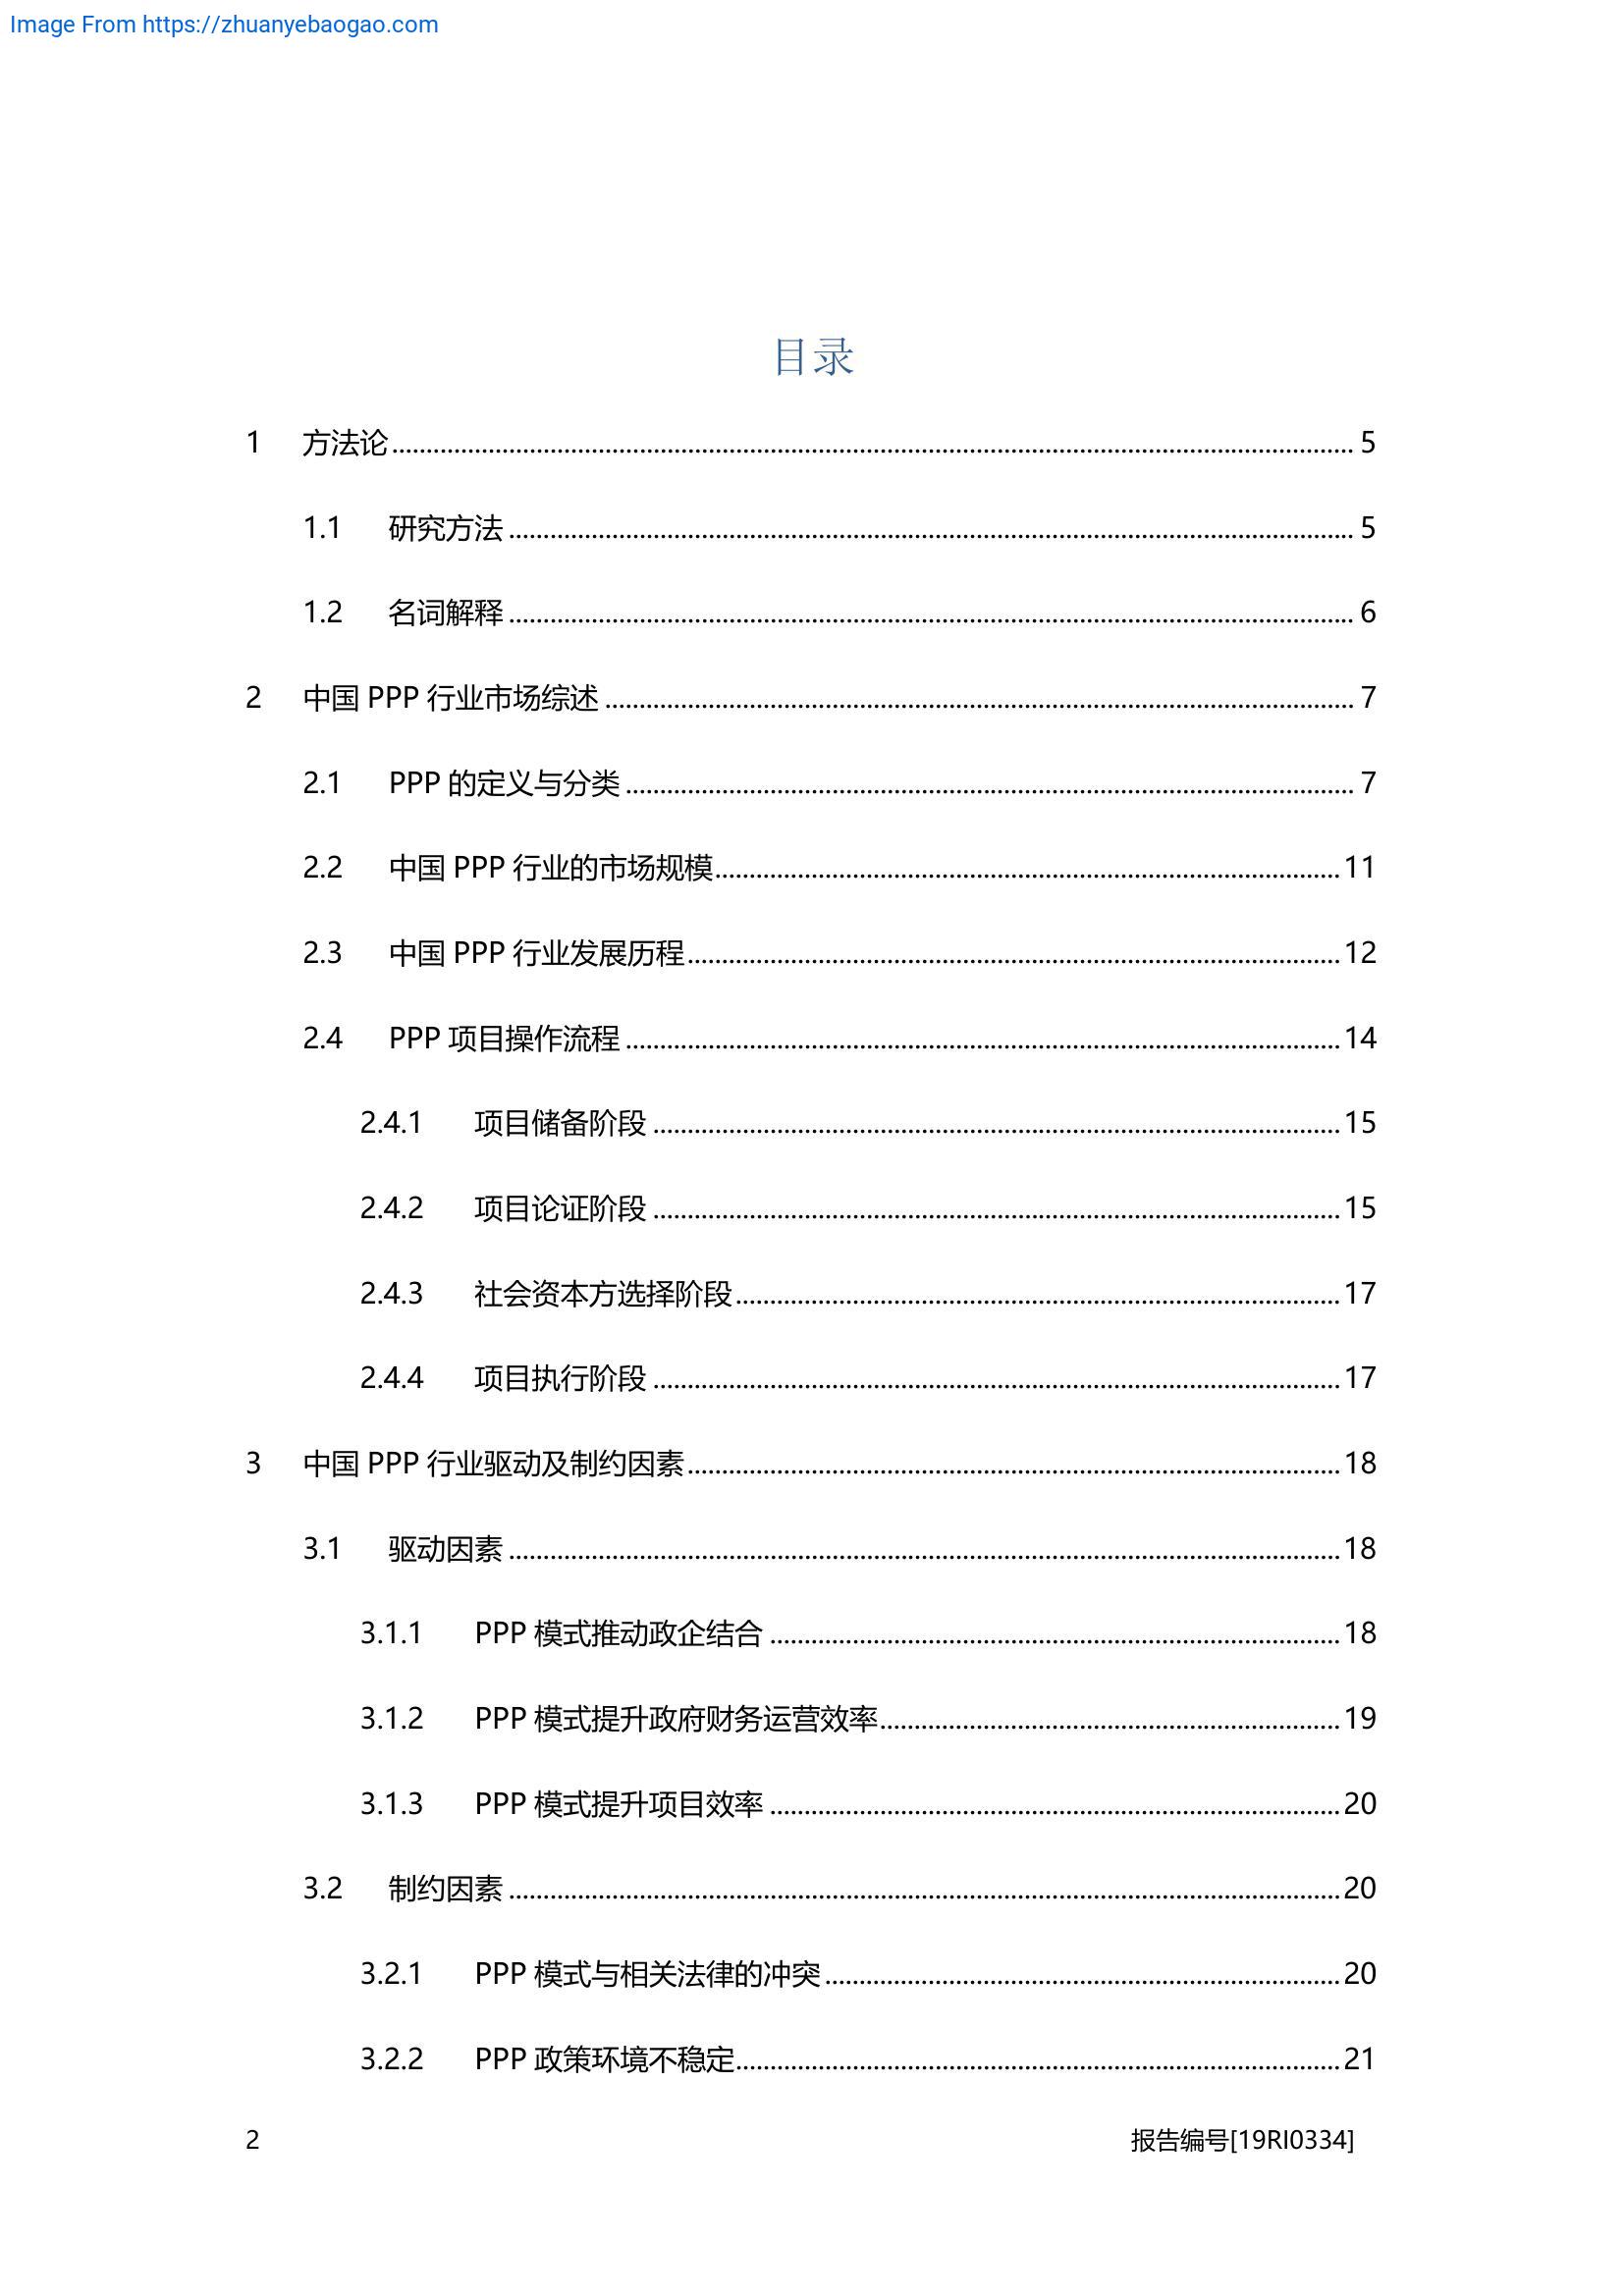 Image From https://zhuanyebaogao.com
目录
1 方法论 5
1.1 研究方法 5
1.2 名词解释 6
2 中国 PPP 行业市场综述 7
2.1 PPP 的定义与分类 7
2.2 中国 PPP 行业的市场规模 11
2.3 中国 PPP 行业发展历程 12
2.4 PPP 项目操作流程 14
2.4.1 项目储备阶段 15
2.4.2 项目论证阶段 15
2.4.3 社会资本方选择阶段 17
2.4.4 项目执行阶段 17
3 中国 PPP 行业驱动及制约因素 18
3.1 驱动因素 18
3.1.1 PPP 模式推动政企结合 18
3.1.2 PPP 模式提升政府财务运营效率 19
3.1.3 PPP 模式提升项目效率 20
3.2 制约因素 20
3.2.1 PPP 模式与相关法律的冲突 20
3.2.2 PPP 政策环境不稳定 21
2 报告编号[19RI0334]